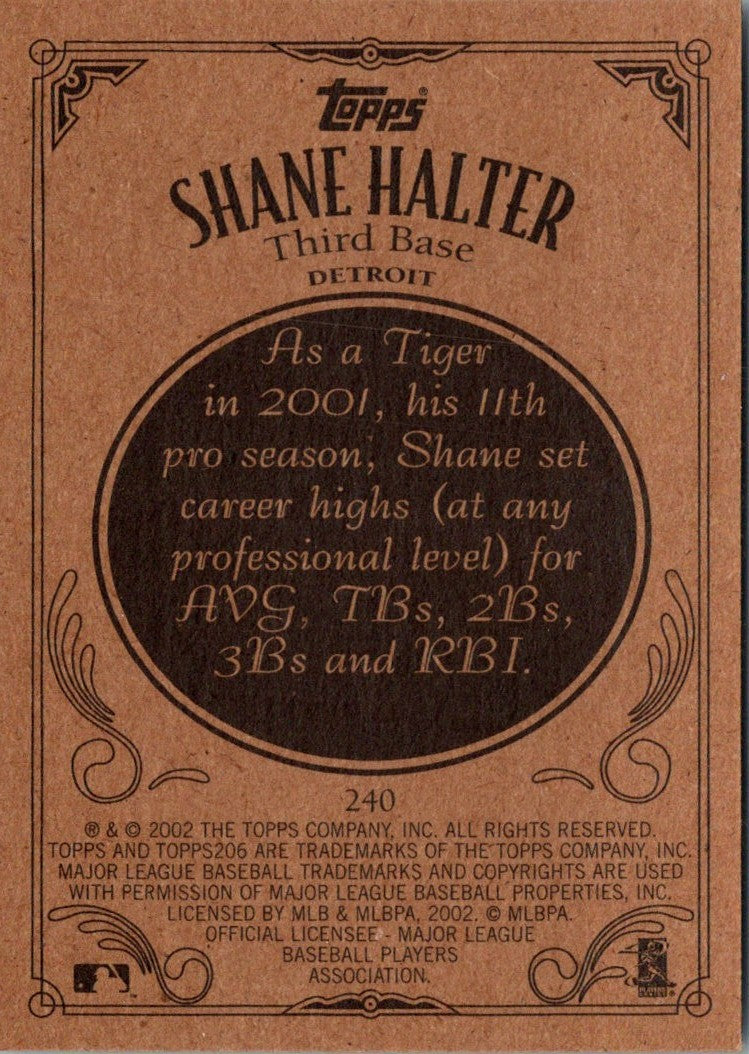 Topps®
SHANE HALTER
Third Base
DETROIT
As a Tiger
in 2001, his 11th
pro season, Shane set
career highs (at any
professional level) for
AVG, TBs, 2Bs,
3Bs and RBI.
240
® & © 2002 THE TOPPS COMPANY, INC. ALL RIGHTS RESERVED.
TOPPS AND TOPPS206 ARE TRADEMARKS OF THE TOPPS COMPANY, INC.
MAJOR LEAGUE BASEBALL TRADEMARKS AND COPYRIGHTS ARE USED
WITH PERMISSION OF MAJOR LEAGUE BASEBALL PROPERTIES, INC.
LICENSED BY MLB & MLBPA, 2002. © MLBPA.
OFFICIAL LICENSEE - MAJOR LEAGUE
BASEBALL PLAYERS
ASSOCIATION.